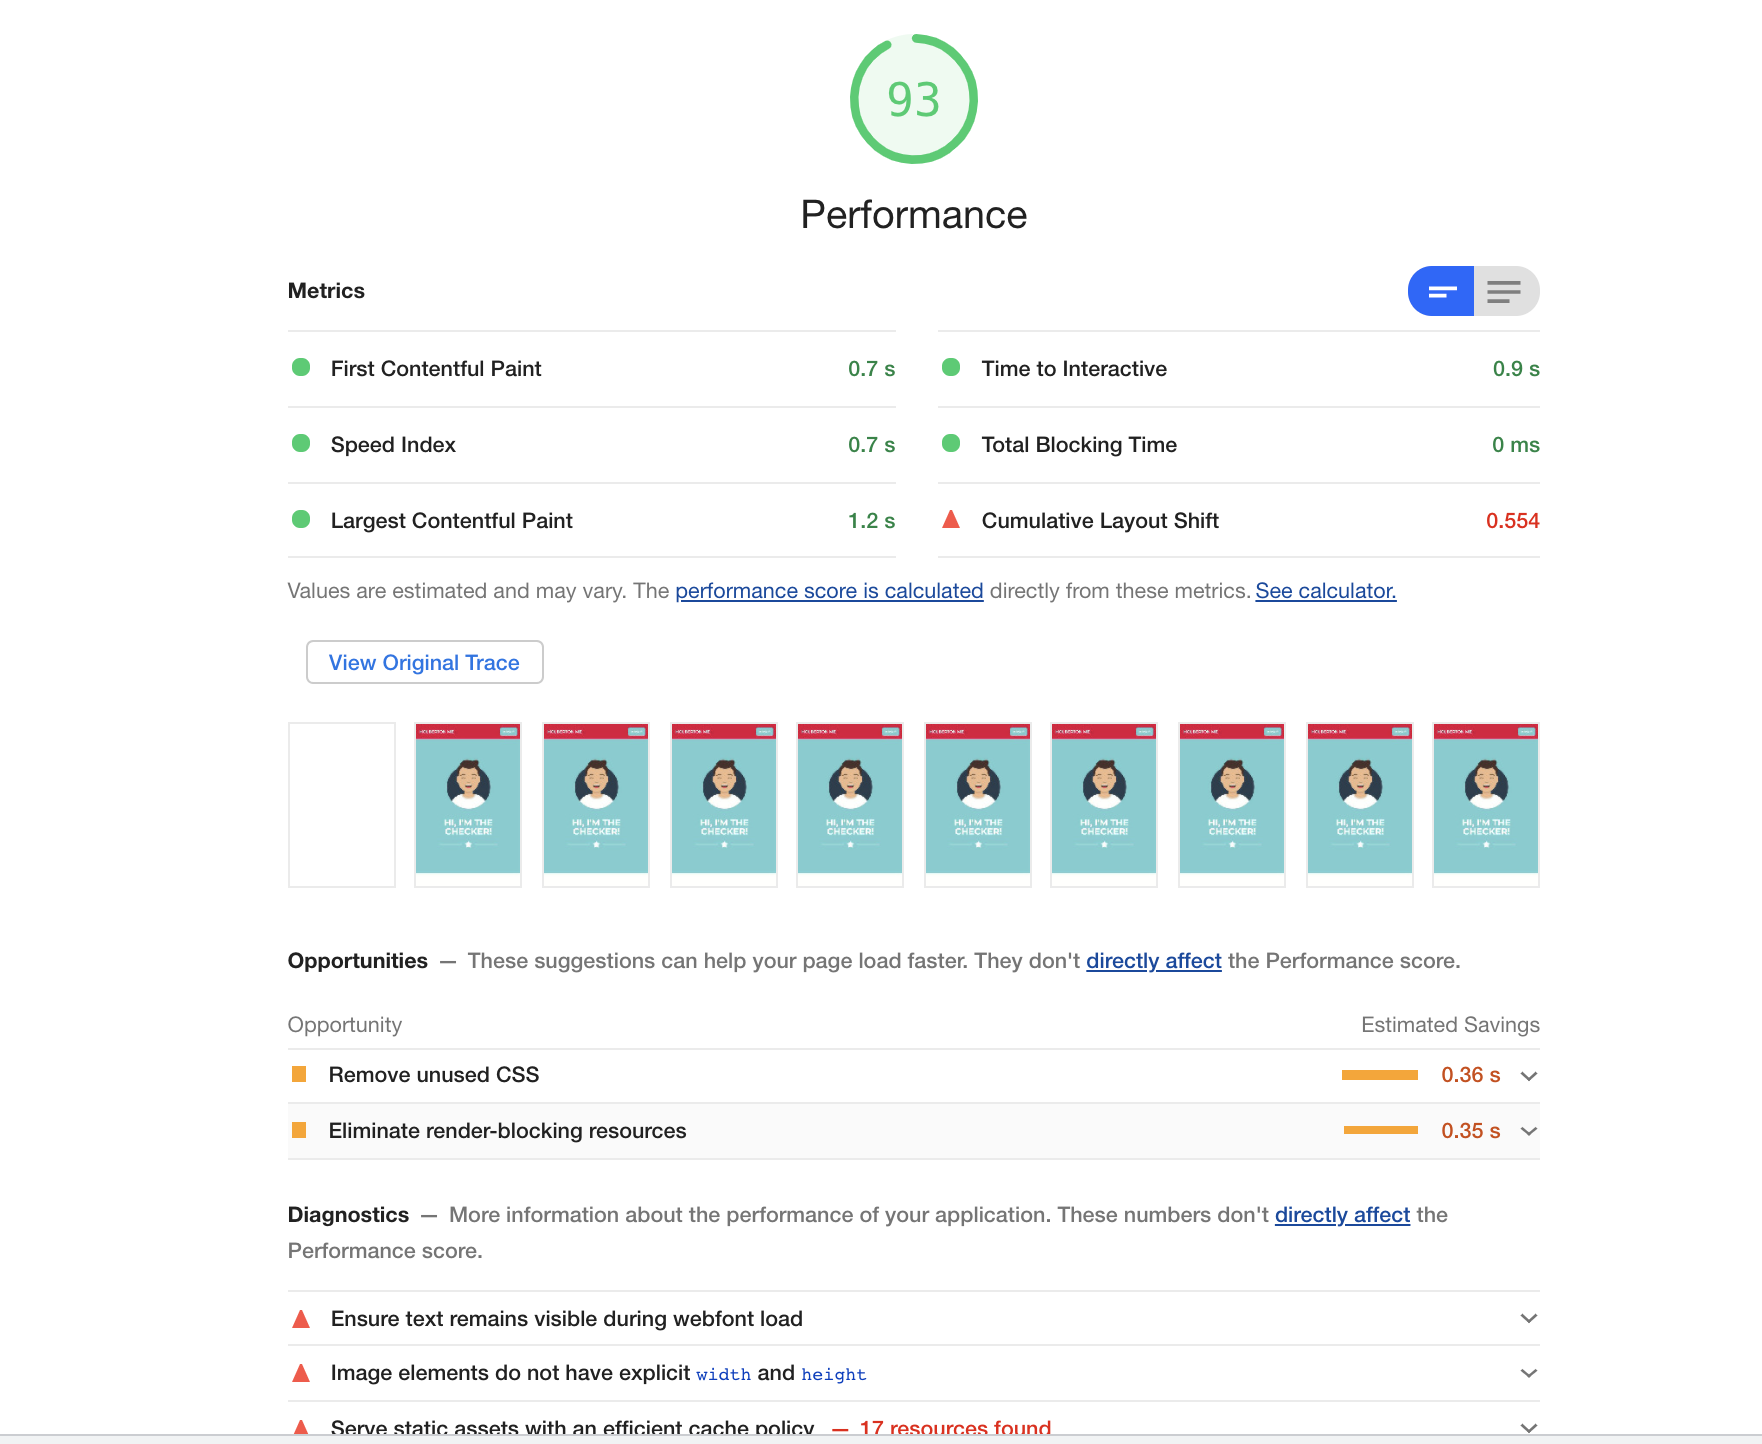 93
Performance
Metrics
First Contentful Paint 0.7 s
Time to Interactive 0.9 s
Speed Index 0.7 s
Total Blocking Time 0 ms
Largest Contentful Paint 1.2 s
Cumulative Layout Shift 0.554
Values are estimated and may vary. The performance score is calculated directly from these metrics. See calculator.
View Original Trace
HI, I'M THE
CHECKER!
HI, I'M THE
CHECKER!
HI, I'M THE
CHECKER!
HI, I'M THE
CHECKER!
HI, I'M THE
CHECKER!
HI, I'M THE
CHECKER!
HI, I'M THE
CHECKER!
HI, I'M THE
CHECKER!
HI, I'M THE
CHECKER!
Opportunities — These suggestions can help your page load faster. They don't directly affect the Performance score.
Opportunity Estimated Savings
Remove unused CSS 0.36 s
Eliminate render-blocking resources 0.35 s
Diagnostics — More information about the performance of your application. These numbers don't directly affect the
Performance score.
Ensure text remains visible during webfont load
Image elements do not have explicit width and height
Serve static assets with an efficient cache policy — 17 resources found